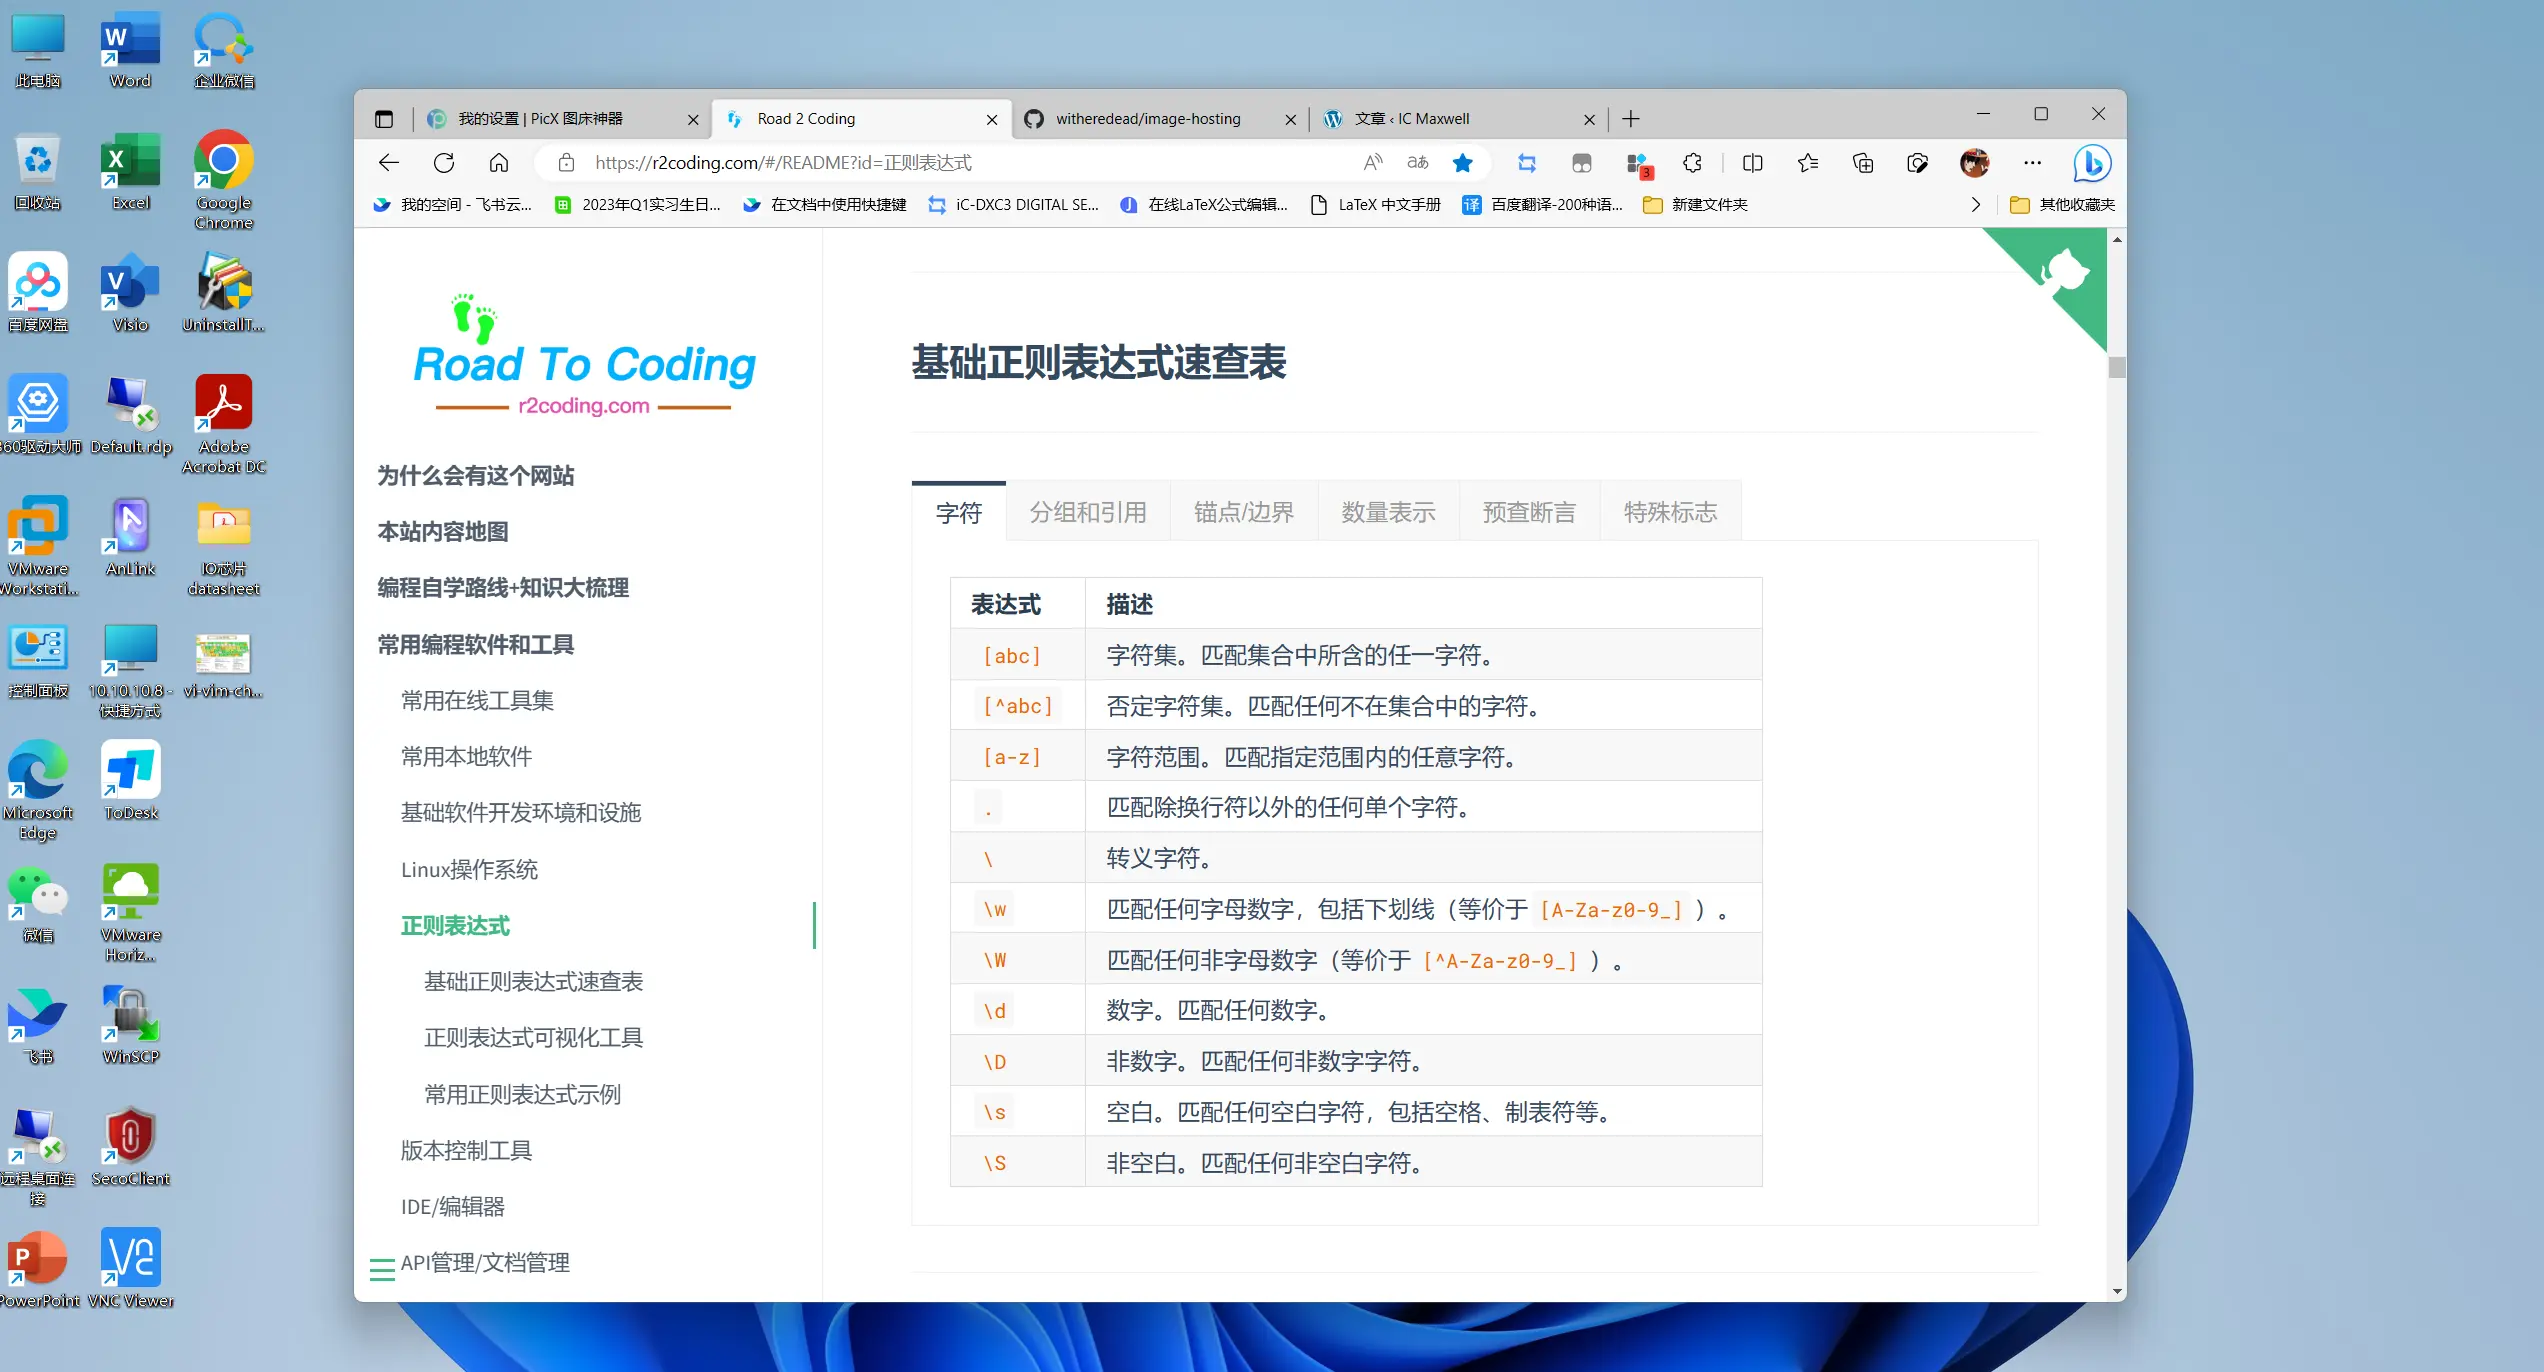 此电脑
Word
企业微信
回收站
Excel
Google
Chrome
百度网盘
Visio
UninstallT...
360驱动大师
Default.rdp
Adobe
Acrobat DC
VMware
Workstati...
AnLink
IO芯片
datasheet
控制面板
10.10.10.8 -
快捷方式
vi-vim-ch...
Microsoft
Edge
ToDesk
微信
VMware
Horiz...
飞书
WinSCP
远程桌面连
接
SecoClient
PowerPoint
VNC Viewer
我的设置 | PicX 图床神器
Road 2 Coding
witheredead/image-hosting
文章 ‹ IC Maxwell
https://r2coding.com/#/README?id=正则表达式
3
我的空间 - 飞书云...
2023年Q1实习生日...
在文档中使用快捷键
iC-DXC3 DIGITAL SE...
在线LaTeX公式编辑...
LaTeX 中文手册
百度翻译-200种语...
新建文件夹
其他收藏夹
Road To Coding
r2coding.com
为什么会有这个网站
本站内容地图
编程自学路线+知识大梳理
常用编程软件和工具
常用在线工具集
常用本地软件
基础软件开发环境和设施
Linux操作系统
正则表达式
基础正则表达式速查表
正则表达式可视化工具
常用正则表达式示例
版本控制工具
IDE/编辑器
API管理/文档管理
基础正则表达式速查表
字符 分组和引用 锚点/边界 数量表示 预查断言 特殊标志
表达式 描述
[abc] 字符集。匹配集合中所含的任一字符。
[^abc] 否定字符集。匹配任何不在集合中的字符。
[a-z] 字符范围。匹配指定范围内的任意字符。
. 匹配除换行符以外的任何单个字符。
\ 转义字符。
\w 匹配任何字母数字，包括下划线（等价于 [A-Za-z0-9_] ）。
\W 匹配任何非字母数字（等价于 [^A-Za-z0-9_] ）。
\d 数字。匹配任何数字。
\D 非数字。匹配任何非数字字符。
\s 空白。匹配任何空白字符，包括空格、制表符等。
\S 非空白。匹配任何非空白字符。